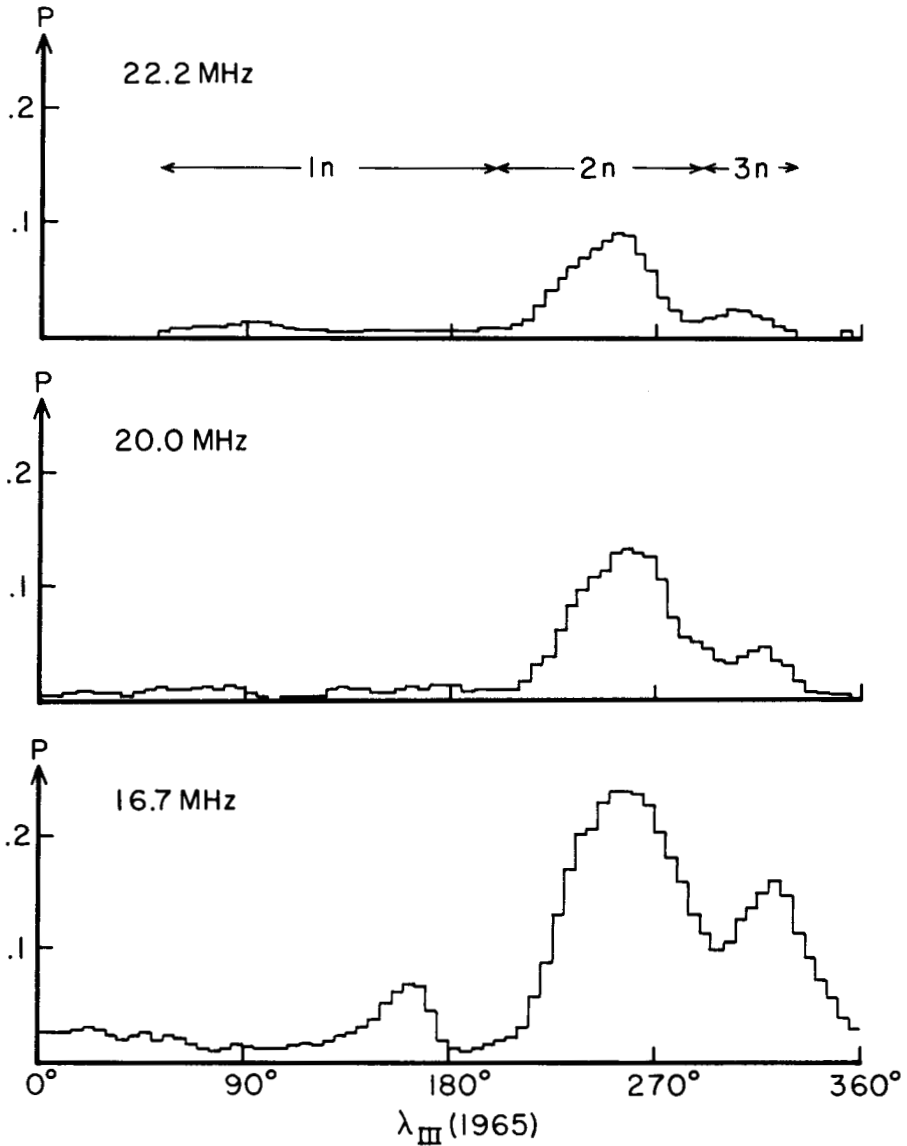 P
22.2 MHz
.2
1n 2n 3n
.1
P
20.0 MHz
.2
.1
P
16.7 MHz
.2
.1
0° 90° 180° 270° 360°
λIII (1965)